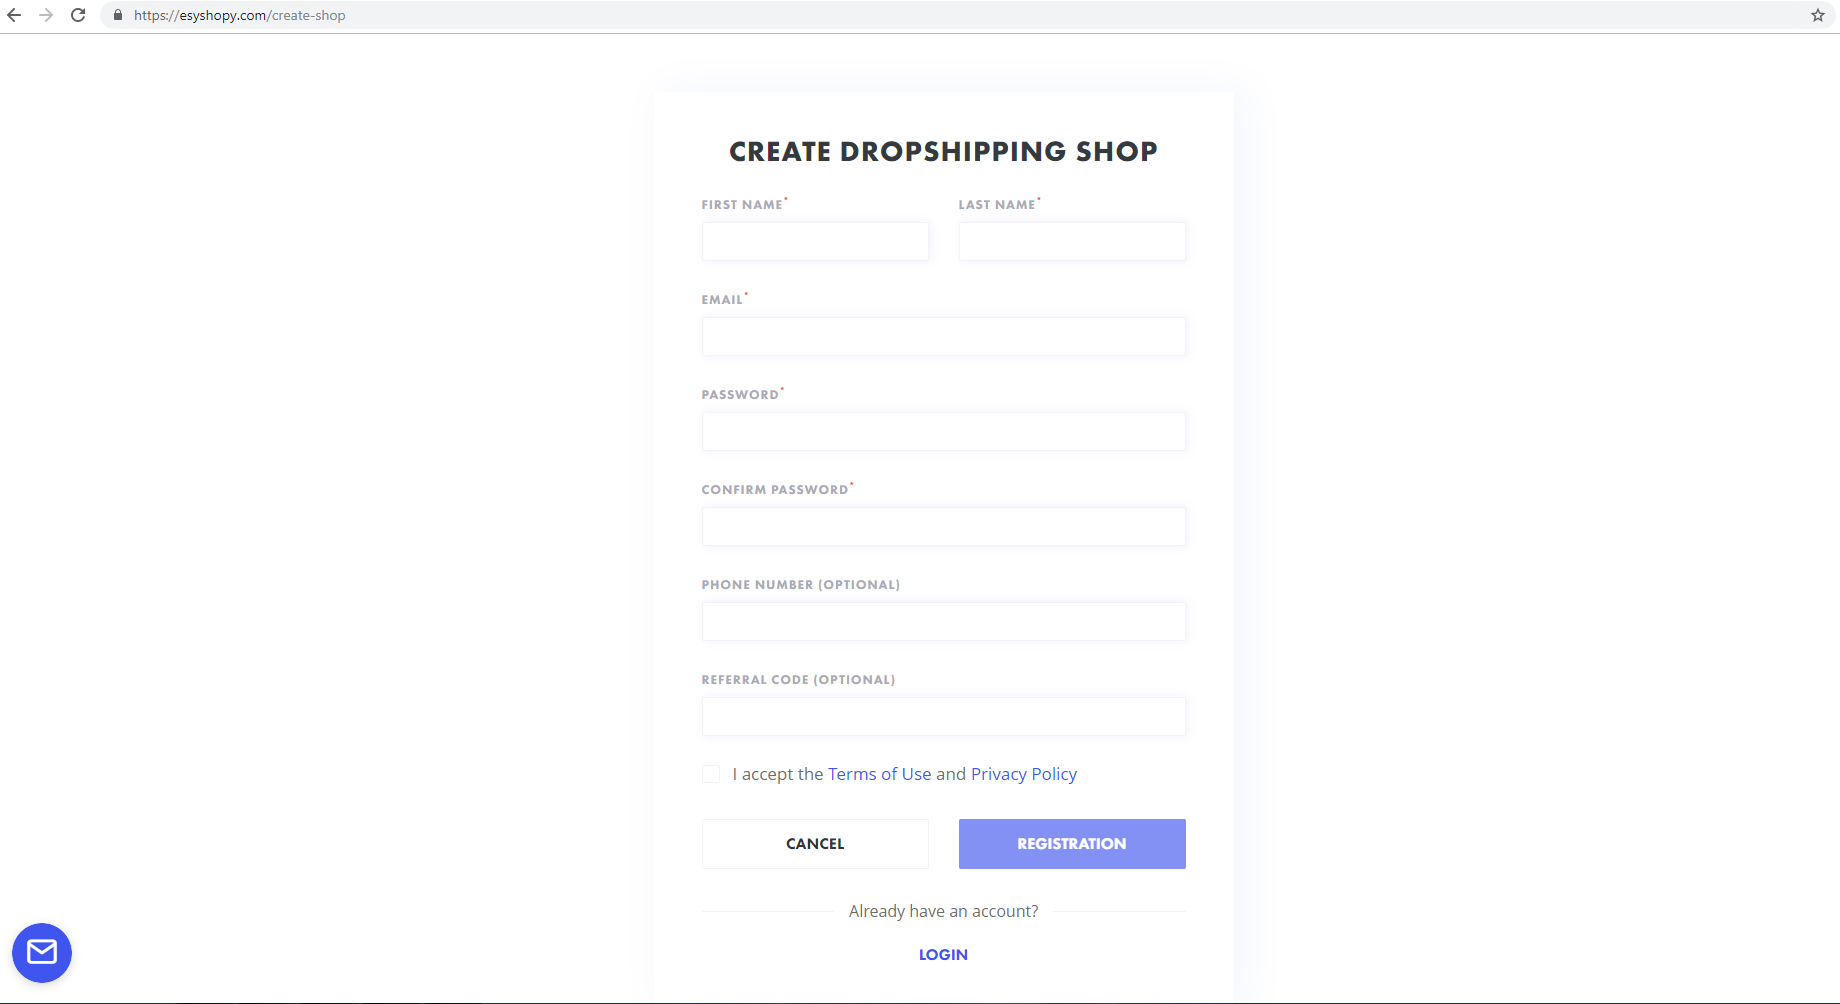 https://esyshopy.com/create-shop
CREATE DROPSHIPPING SHOP
FIRST NAME* LAST NAME*
EMAIL*
PASSWORD*
CONFIRM PASSWORD*
PHONE NUMBER (OPTIONAL)
REFERRAL CODE (OPTIONAL)
I accept the Terms of Use and Privacy Policy
CANCEL REGISTRATION
Already have an account?
LOGIN